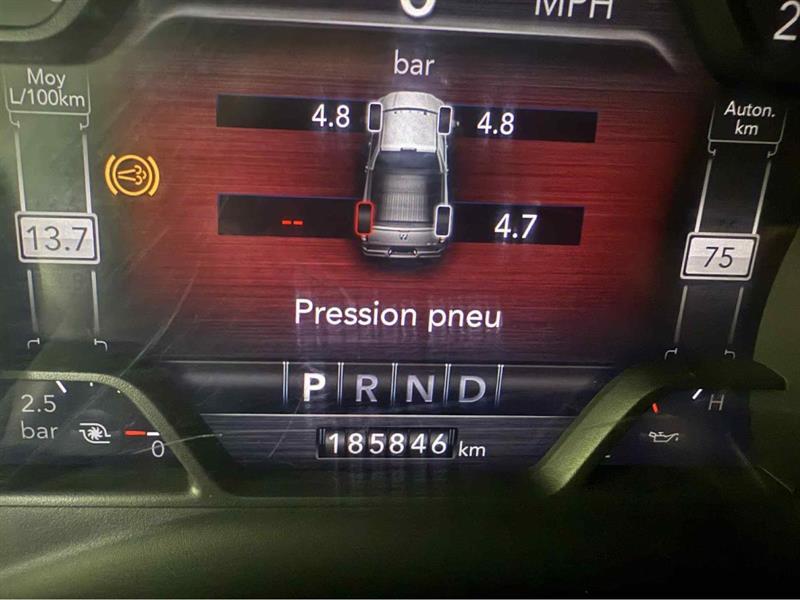 MPH
2
bar
Moy
L/100km
4.8
4.8
Auton.
km
--
4.7
13.7
75
Pression pneu
P R N D
2.5
bar
0
H
185846 km